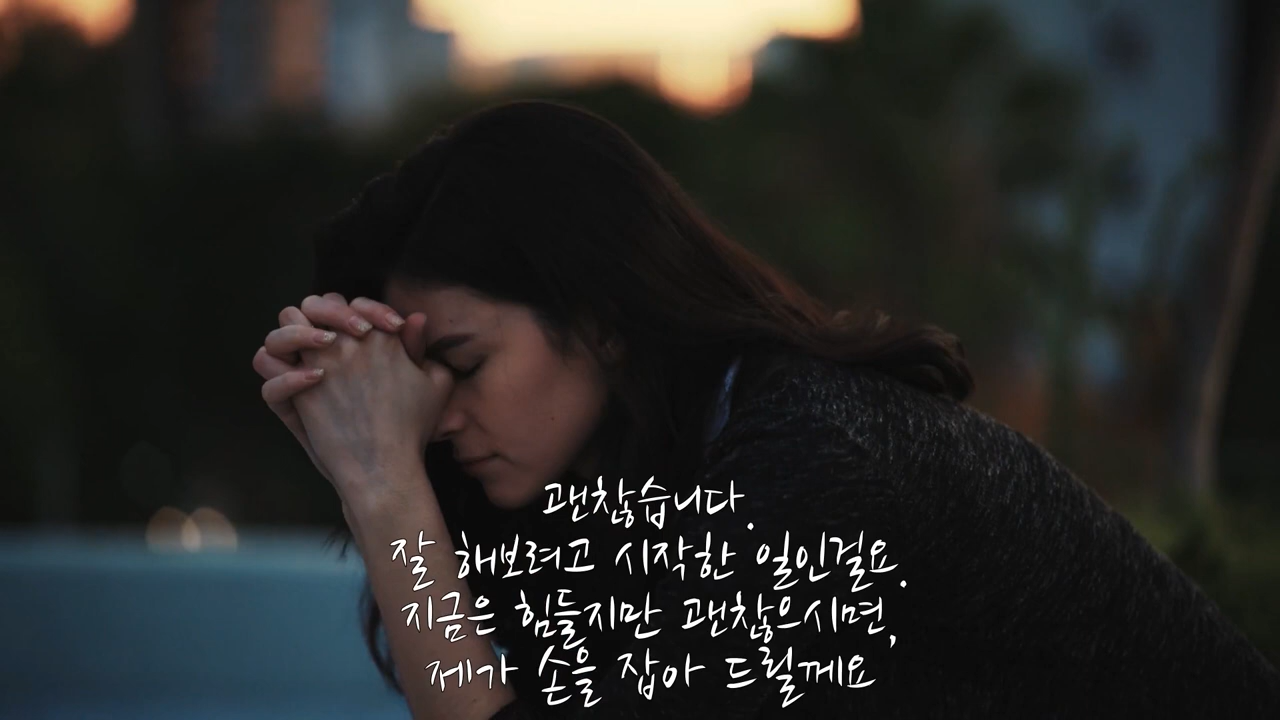 괜찮습니다.
잘 해보려고 시작한 일인걸요.
지금은 힘들지만 괜찮으시면,
제가 손을 잡아 드릴께요